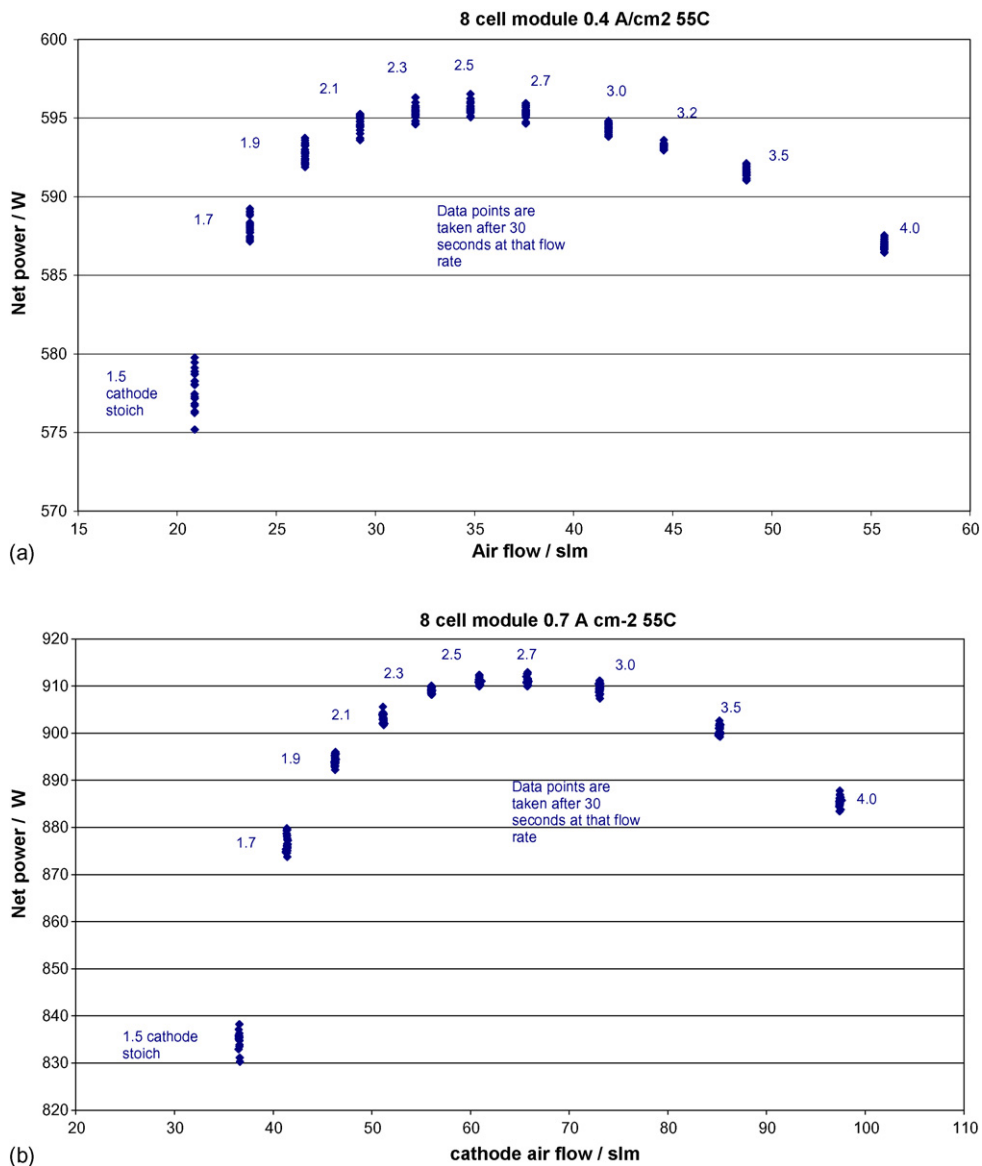 8 cell module 0.4 A/cm2 55C
600
595
590
585
580
575
570
Net power / W
2.1
2.3
2.5
2.7
3.0
3.2
1.9
3.5
1.7
4.0
Data points are
taken after 30
seconds at that flow
rate
1.5
cathode
stoich
15 20 25 30 35 40 45 50 55 60
Air flow / slm
(a)
8 cell module 0.7 A cm-2 55C
920
910
900
890
880
870
860
850
840
830
820
Net power / W
2.3
2.5
2.7
3.0
2.1
3.5
1.9
4.0
1.7
Data points are
taken after 30
seconds at that flow
rate
1.5 cathode
stoich
20 30 40 50 60 70 80 90 100 110
cathode air flow / slm
(b)